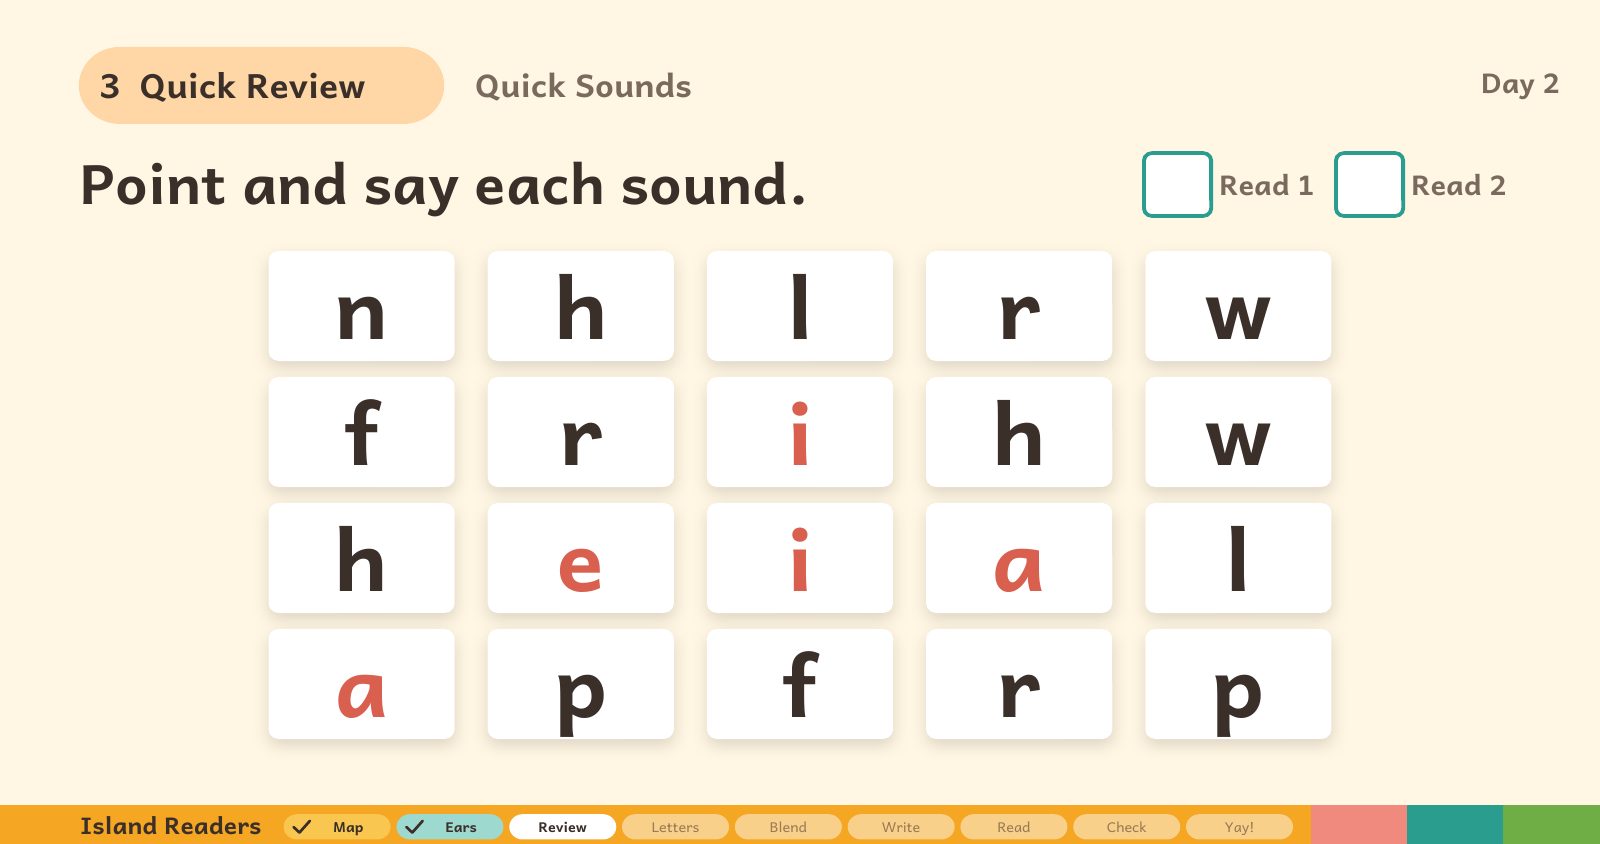 3 Quick Review Quick Sounds Day 2
Point and say each sound. Read 1 Read 2
n h l r w
f r i h w
h e i a l
a p f r p
Island Readers Map Ears Review Letters Blend Write Read Check Yay!